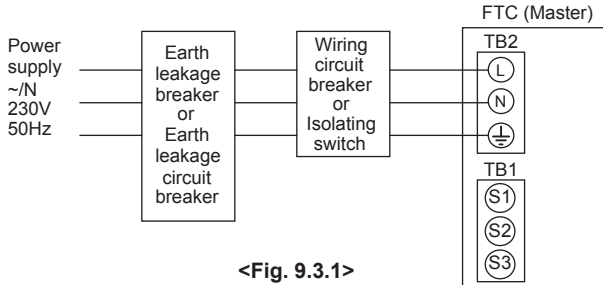 FTC (Master)
Power
supply
~/N
230V
50Hz
Earth
leakage
breaker
or
Earth
leakage
circuit
breaker
Wiring
circuit
breaker
or
Isolating
switch
TB2
L
N
TB1
S1
S2
S3
<Fig. 9.3.1>